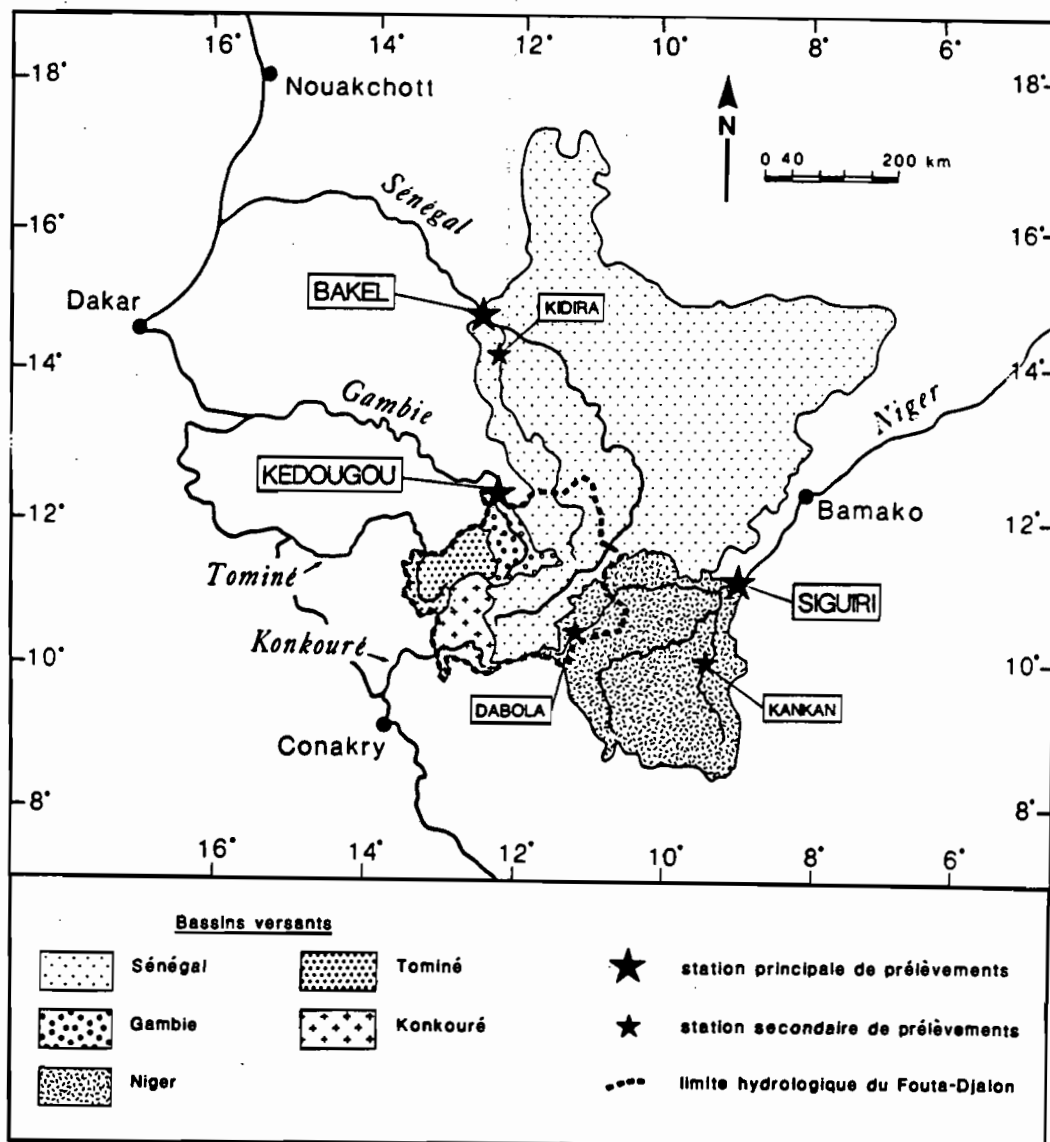 16° 14° 12° 10° 8° 6°
18° 18°
Nouakchott
N
0 40 200 km
Sénégal
16° 16°
BAKEL
KIDIRA
Dakar
14° 14°
Gambie
Niger
KEDOUGOU
Bamako
12° 12°
Tominé
SIGUIRI
Konkouré
10° 10°
DABOLA
KANKAN
Conakry
8° 8°
16° 14° 12° 10° 8° 6°
Bassins versants
Sénégal
Tominé
station principale de prélèvements
Gambie
Konkouré
station secondaire de prélèvements
Niger
limite hydrologique du Fouta-Djalon